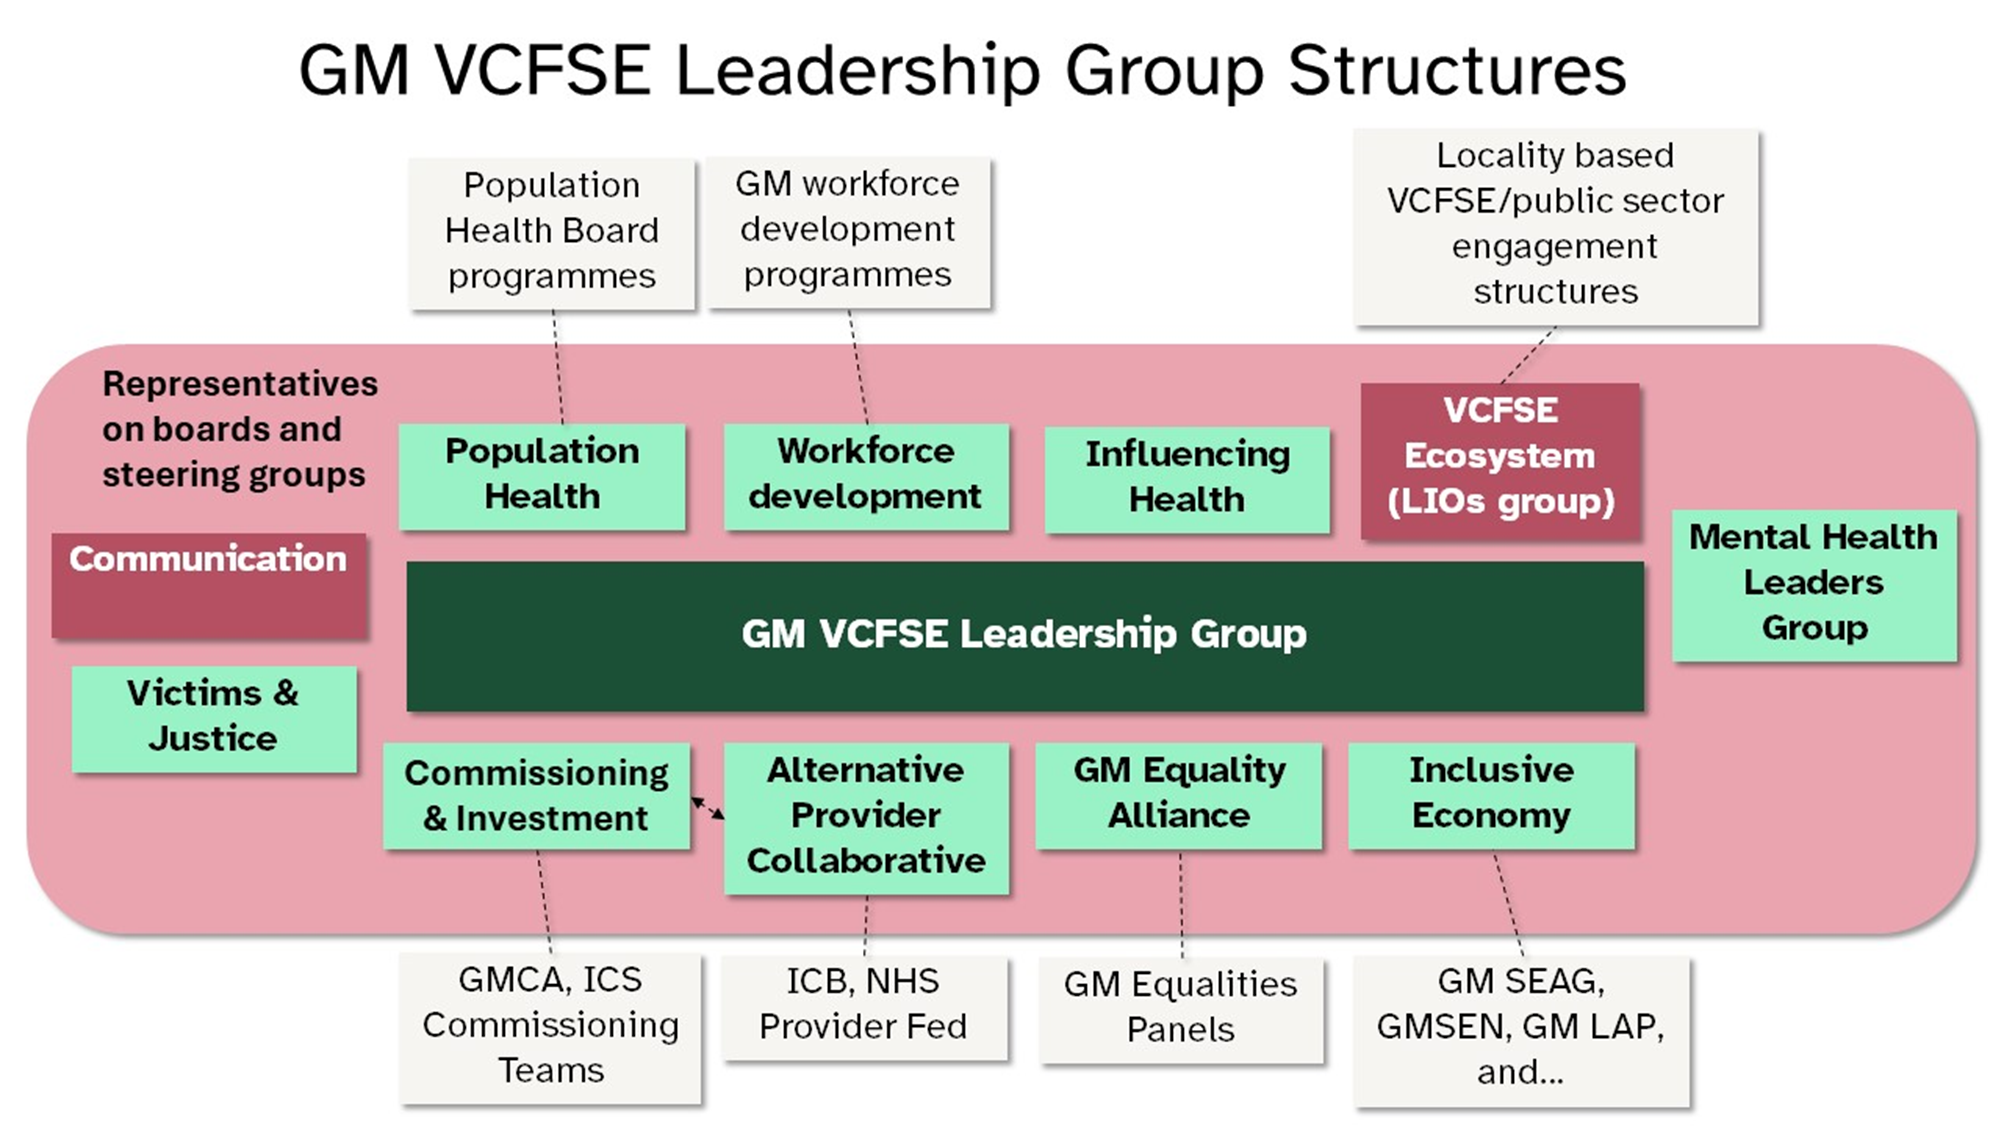 GM VCFSE Leadership Group Structures
Population
Health Board
programmes
GM workforce
development
programmes
Locality based
VCFSE/public sector
engagement
structures
Representatives
on boards and
steering groups
Population
Health
Workforce
development
Influencing
Health
VCFSE
Ecosystem
(LIOs group)
Mental Health
Leaders
Group
Communication
GM VCFSE Leadership Group
Victims &
Justice
Commissioning
& Investment
Alternative
Provider
Collaborative
GM Equality
Alliance
Inclusive
Economy
GMCA, ICS
Commissioning
Teams
ICB, NHS
Provider Fed
GM Equalities
Panels
GM SEAG,
GMSEN, GM LAP,
and...